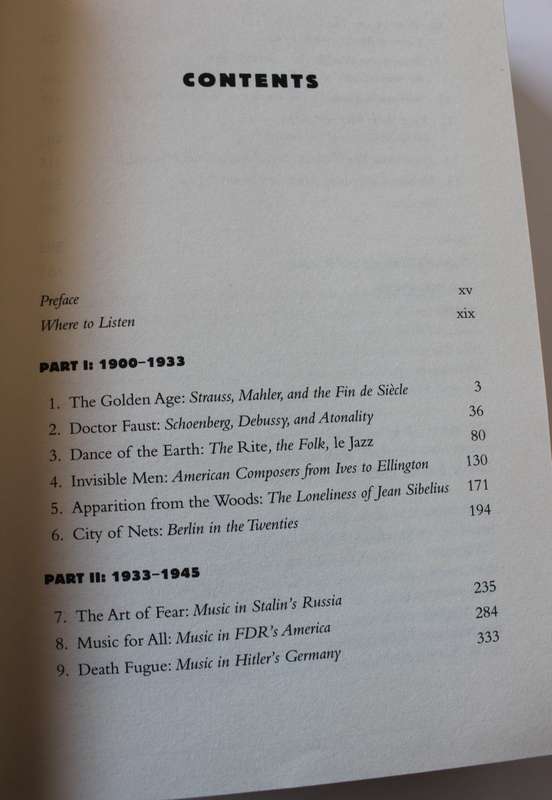 CONTENTS
Preface xv
Where to Listen xix
PART I: 1900–1933
1. The Golden Age: Strauss, Mahler, and the Fin de Siècle 3
2. Doctor Faust: Schoenberg, Debussy, and Atonality 36
3. Dance of the Earth: The Rite, the Folk, le Jazz 80
4. Invisible Men: American Composers from Ives to Ellington 130
5. Apparition from the Woods: The Loneliness of Jean Sibelius 171
6. City of Nets: Berlin in the Twenties 194
PART II: 1933–1945
7. The Art of Fear: Music in Stalin's Russia 235
8. Music for All: Music in FDR's America 284
9. Death Fugue: Music in Hitler's Germany 333